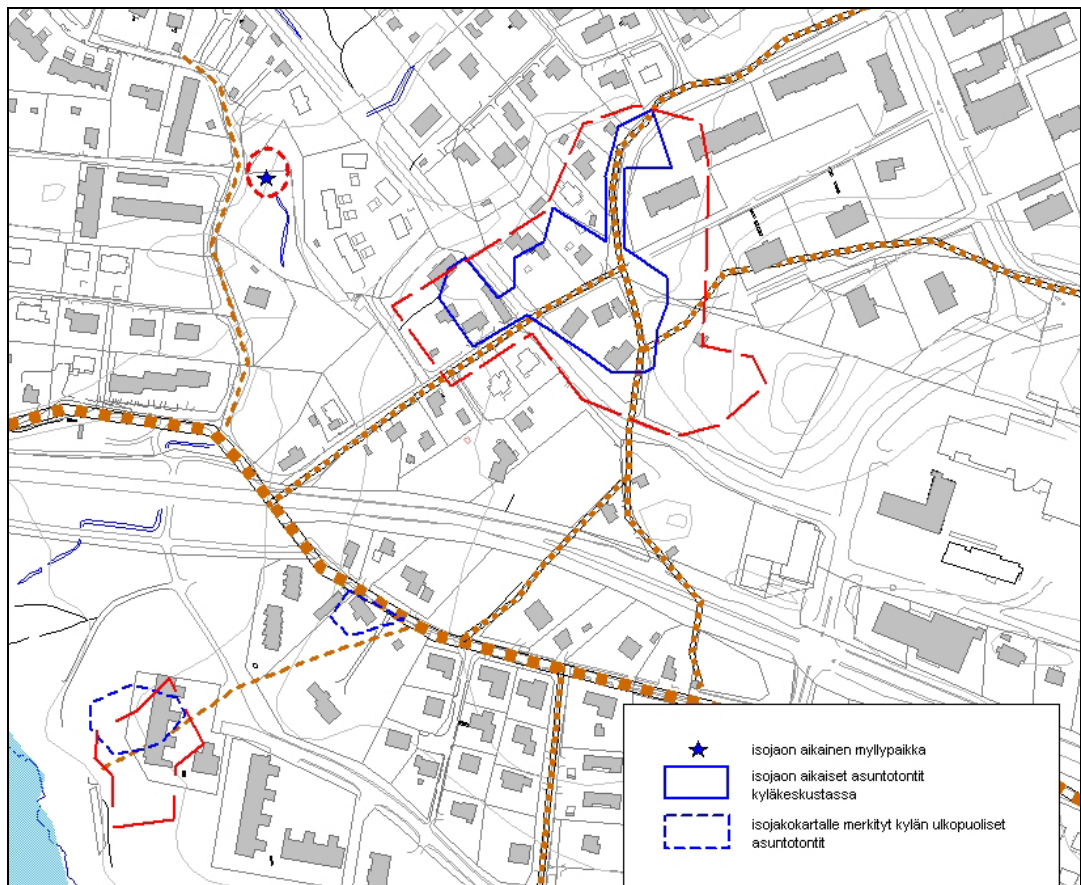 isojaon aikainen myllypaikka
isojaon aikaiset asuntotontit
kyläkeskustassa
isojakokartalle merkityt kylän ulkopuoliset
asuntotontit